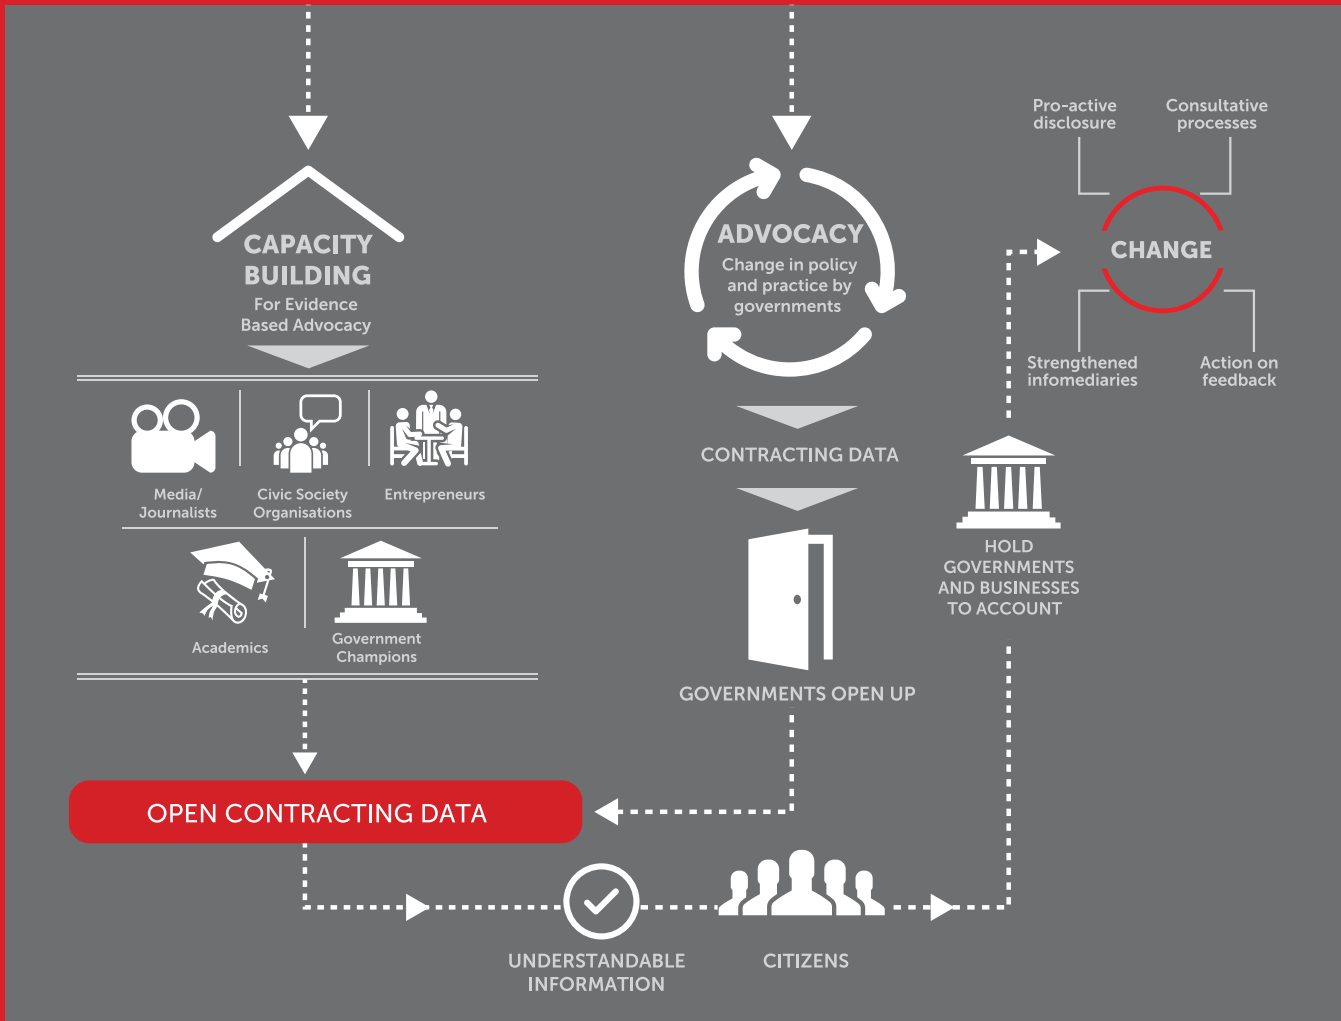 CAPACITY
BUILDING
For Evidence
Based Advocacy
Media/
Journalists
Civic Society
Organisations
Entrepreneurs
Academics
Government
Champions
ADVOCACY
Change in policy
and practice by
governments
CONTRACTING DATA
GOVERNMENTS OPEN UP
OPEN CONTRACTING DATA
UNDERSTANDABLE
INFORMATION
CITIZENS
HOLD
GOVERNMENTS
AND BUSINESSES
TO ACCOUNT
Pro-active
disclosure
Consultative
processes
CHANGE
Strengthened
infomediaries
Action on
feedback